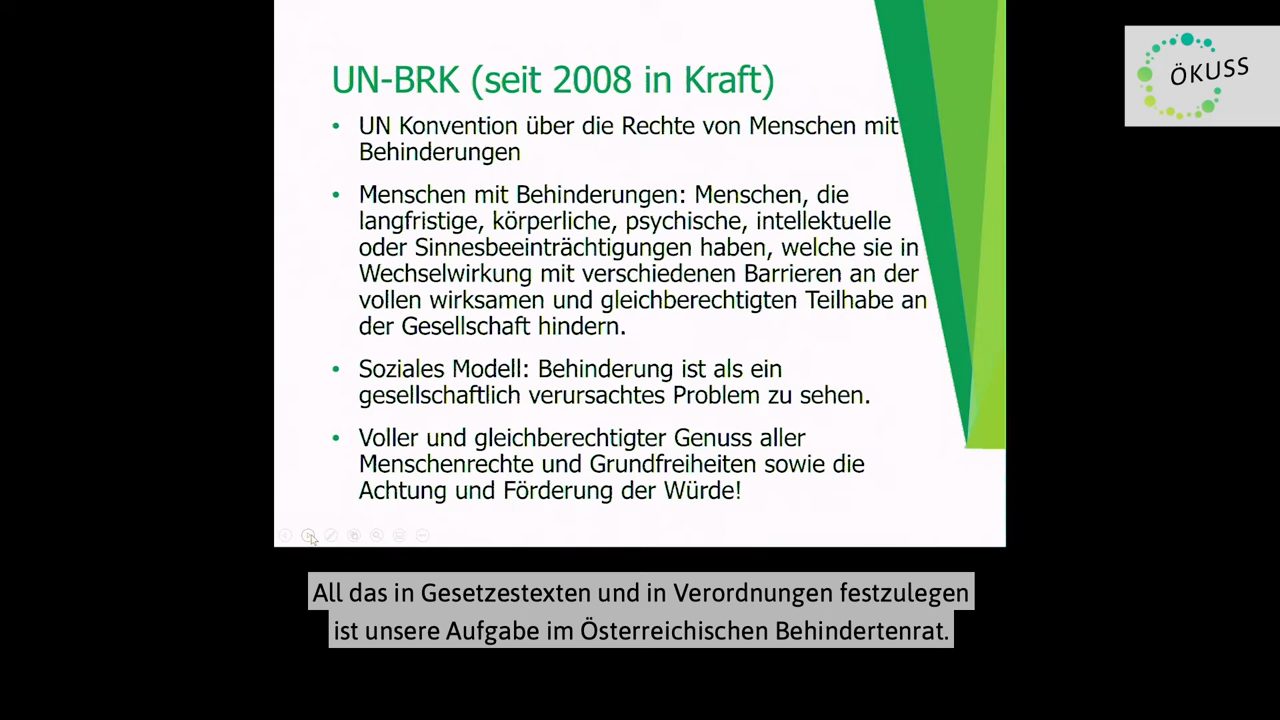 UN-BRK (seit 2008 in Kraft)
• UN Konvention über die Rechte von Menschen mit
Behinderungen
• Menschen mit Behinderungen: Menschen, die
langfristige, körperliche, psychische, intellektuelle
oder Sinnesbeeinträchtigungen haben, welche sie in
Wechselwirkung mit verschiedenen Barrieren an der
vollen wirksamen und gleichberechtigten Teilhabe an
der Gesellschaft hindern.
• Soziales Modell: Behinderung ist als ein
gesellschaftlich verursachtes Problem zu sehen.
• Voller und gleichberechtigter Genuss aller
Menschenrechte und Grundfreiheiten sowie die
Achtung und Förderung der Würde!
ÖKUSS
All das in Gesetzestexten und in Verordnungen festzulegen
ist unsere Aufgabe im Österreichischen Behindertenrat.